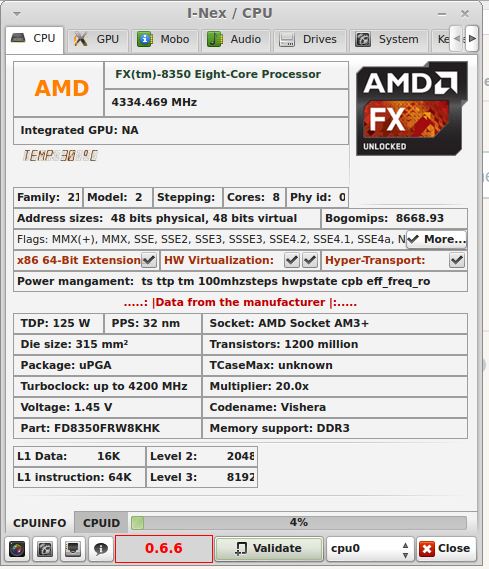 I-Nex / CPU
CPU GPU Mobo Audio Drives System Ke
AMD
FX(tm)-8350 Eight-Core Processor
4334.469 MHz
Integrated GPU: NA
AMD
FX
UNLOCKED
TEMP: 30 °C
Family: 21 Model: 2 Stepping: Cores: 8 Phy id: 0
Address sizes: 48 bits physical, 48 bits virtual Bogomips: 8668.93
Flags: MMX(+), MMX, SSE, SSE2, SSE3, SSSE3, SSE4.2, SSE4.1, SSE4a, N More...
x86 64-Bit Extension HW Virtualization: Hyper-Transport:
Power mangament: ts ttp tm 100mhzsteps hwpstate cpb eff_freq_ro
.....: |Data from the manufacturer |:.....
TDP: 125 W PPS: 32 nm Socket: AMD Socket AM3+
Die size: 315 mm² Transistors: 1200 million
Package: uPGA TCaseMax: unknown
Turboclock: up to 4200 MHz Multiplier: 20.0x
Voltage: 1.45 V Codename: Vishera
Part: FD8350FRW8KHK Memory support: DDR3
L1 Data: 16K Level 2: 2048
L1 instruction: 64K Level 3: 8192
CPUINFO CPUID 4%
0.6.6 Validate cpu0 Close